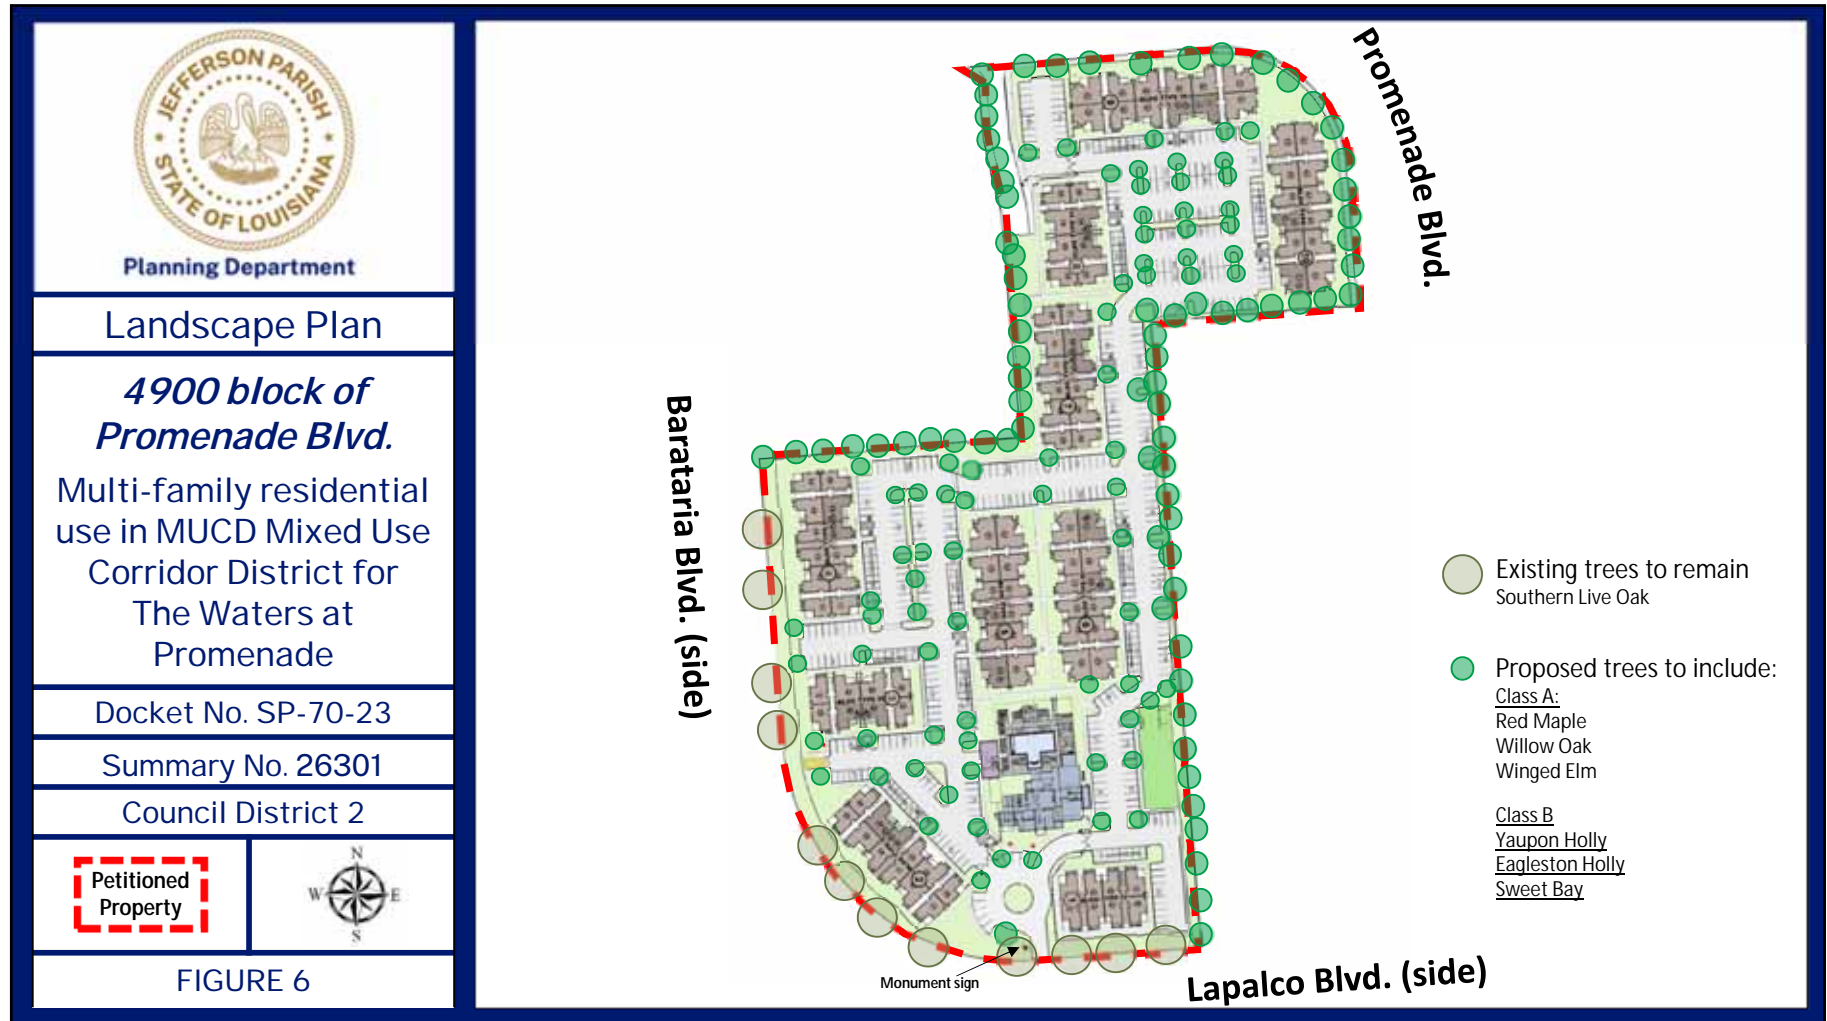 JEFFERSON PARISH
STATE OF LOUISIANA
Planning Department
Landscape Plan
4900 block of
Promenade Blvd.
Multi-family residential
use in MUCD Mixed Use
Corridor District for
The Waters at
Promenade
Docket No. SP-70-23
Summary No. 26301
Council District 2
Petitioned
Property
N
W E
S
FIGURE 6
Promenade Blvd.
Barataria Blvd. (side)
Lapalco Blvd. (side)
Monument sign
Existing trees to remain
Southern Live Oak
Proposed trees to include:
Class A:
Red Maple
Willow Oak
Winged Elm
Class B
Yaupon Holly
Eagleston Holly
Sweet Bay